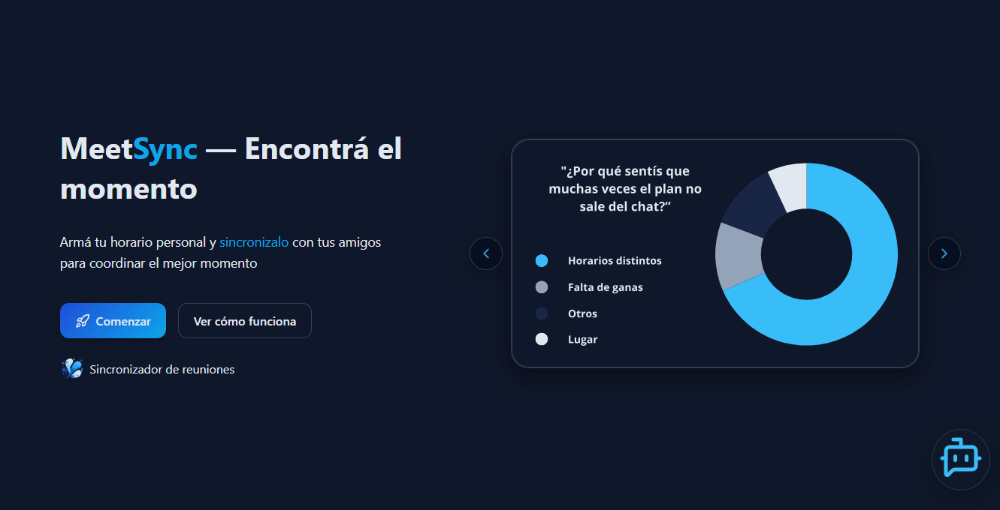 MeetSync — Encontrá el
momento
Armá tu horario personal y sincronizalo con tus amigos
para coordinar el mejor momento
Comenzar
Ver cómo funciona
Sincronizador de reuniones
"¿Por qué sentís que
muchas veces el plan no
sale del chat?”
Horarios distintos
Falta de ganas
Otros
Lugar